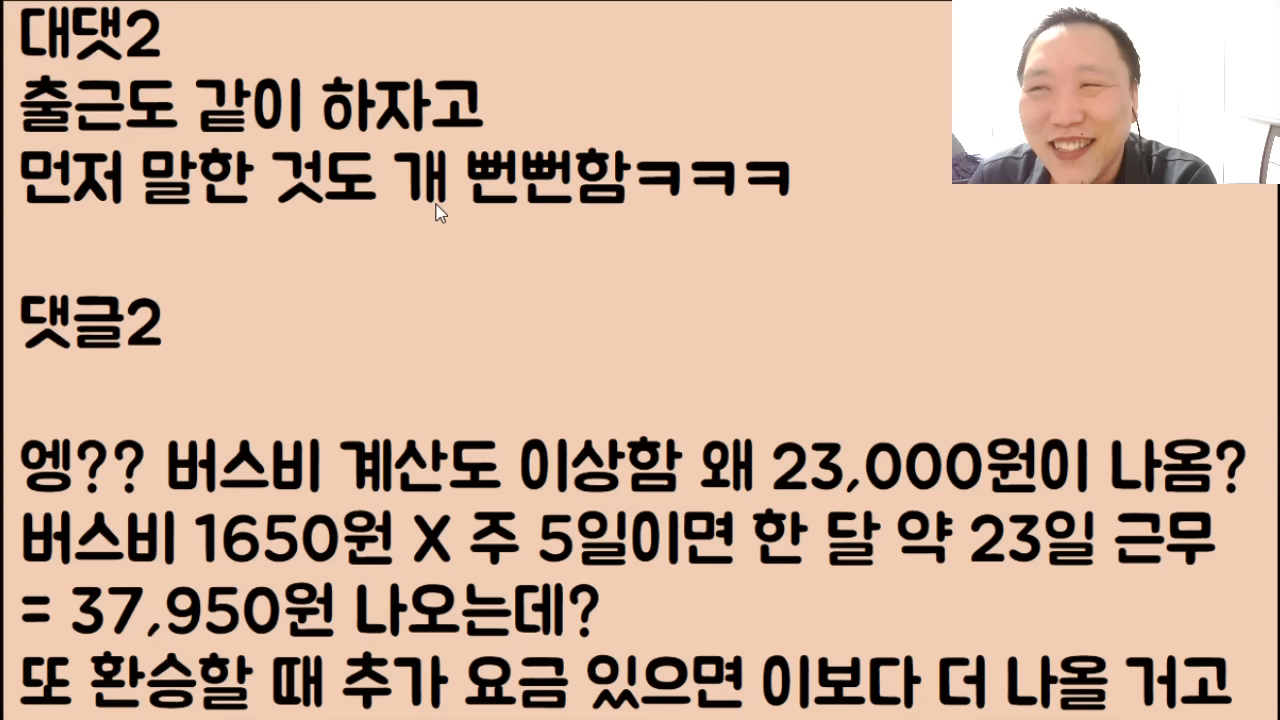 대댓2
출근도 같이 하자고
먼저 말한 것도 개 뻔뻔함ㅋㅋㅋ
댓글2
엥?? 버스비 계산도 이상함 왜 23,000원이 나옴?
버스비 1650원 X 주 5일이면 한 달 약 23일 근무
= 37,950원 나오는데?
또 환승할 때 추가 요금 있으면 이보다 더 나올 거고